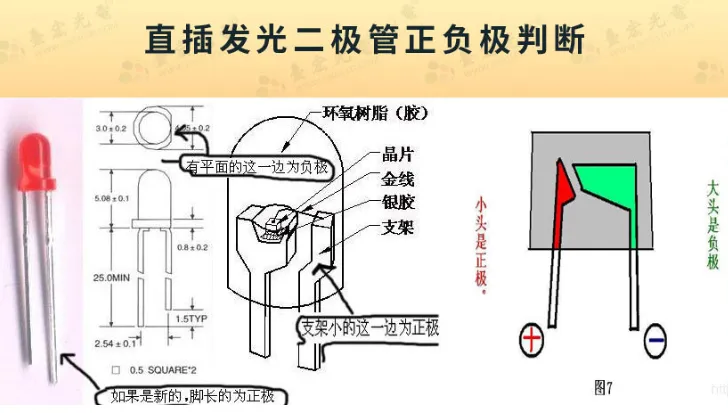 直插发光二极管正负极判断
3.0 ± 0.2
有平面的这一边为负极
5.08 ± 0.1
0.8 ± 0.2
25.0MIN
1.5TYP
2.54 ± 0.1
□ 0.5 SQUARE*2
如果是新的,脚长的为正极
环氧树脂（胶）
晶片
金线
银胶
支架
支架小的这一边为正极
小头是正极。
大头是负极
+
−
图7